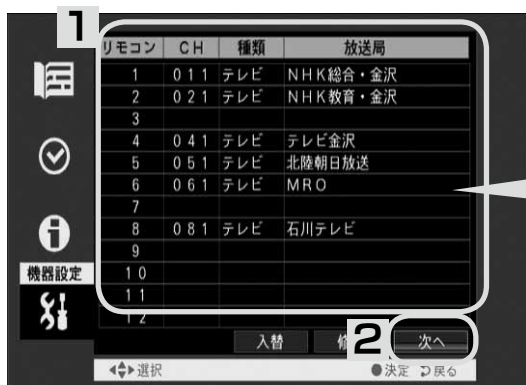 1
リモコン CH 種類 放送局
1 011 テレビ NHK総合・金沢
2 021 テレビ NHK教育・金沢
3
4 041 テレビ テレビ金沢
5 051 テレビ 北陸朝日放送
6 061 テレビ MRO
7
8 081 テレビ 石川テレビ
9
10
機器設定
11
12
入替 2 次へ
選択 決定 戻る